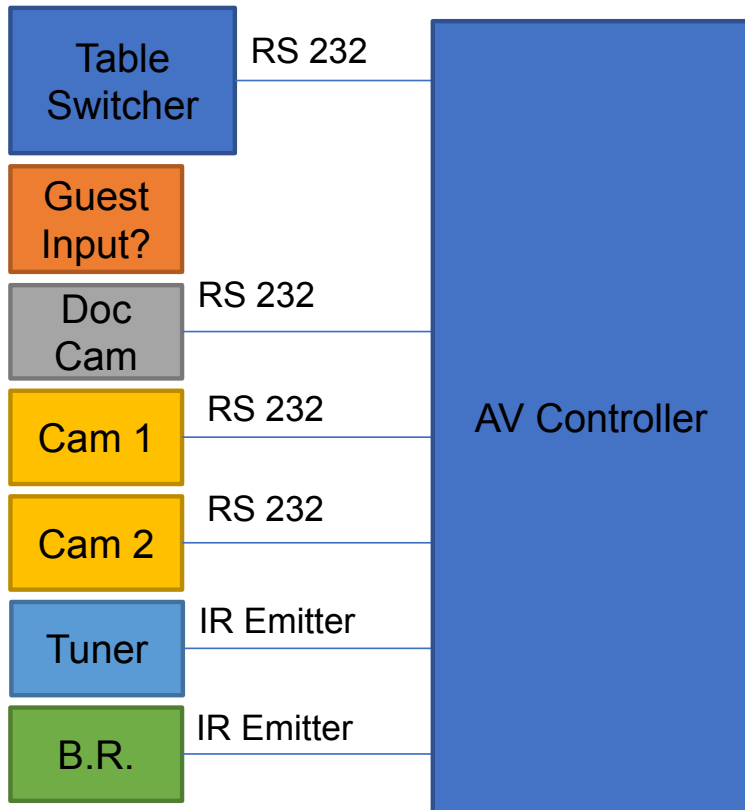 Table
Switcher
RS 232
Guest
Input?
Doc
Cam
RS 232
Cam 1
RS 232
AV Controller
Cam 2
RS 232
Tuner
IR Emitter
B.R.
IR Emitter